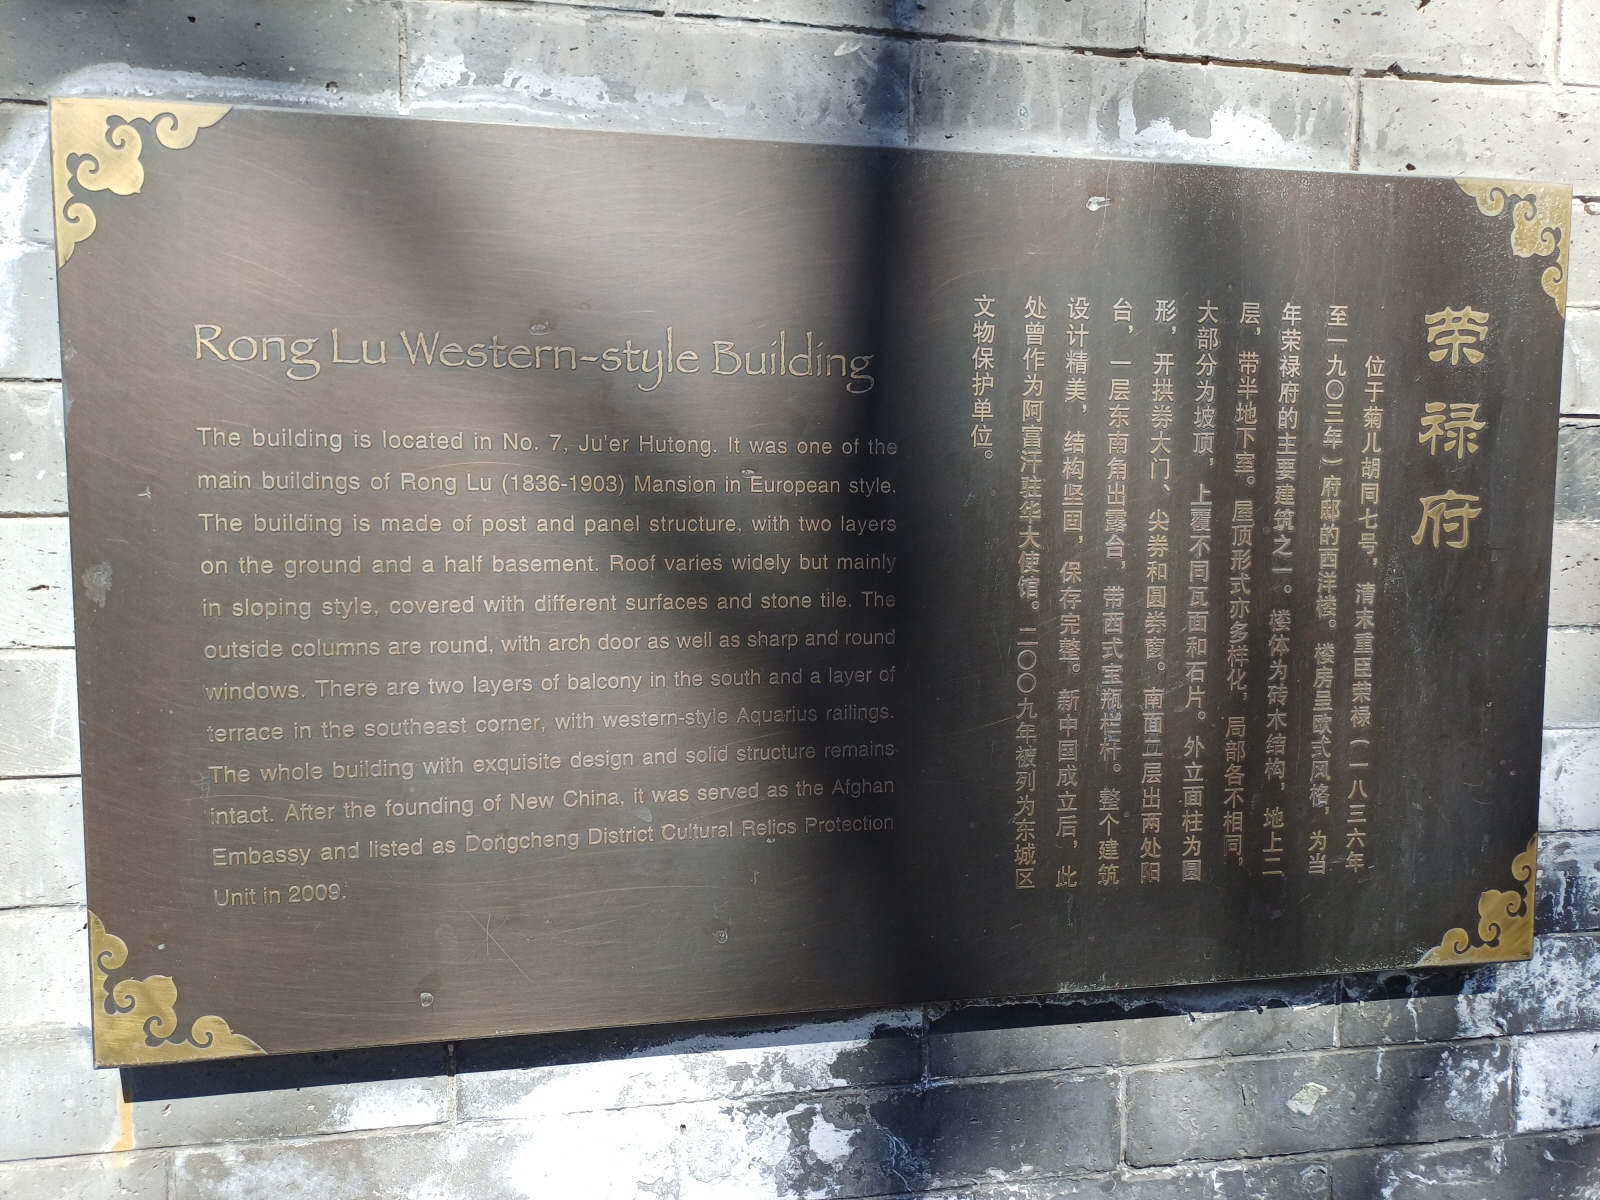 Rong Lu Western-style Building
The building is located in No. 7, Ju'er Hutong. It was one of the
main buildings of Rong Lu (1836-1903) Mansion in European style.
The building is made of post and panel structure, with two layers
on the ground and a half basement. Roof varies widely but mainly
in sloping style, covered with different surfaces and stone tile. The
outside columns are round, with arch door as well as sharp and round
windows. There are two layers of balcony in the south and a layer of
terrace in the southeast corner, with western-style Aquarius railings.
The whole building with exquisite design and solid structure remains
intact. After the founding of New China, it was served as the Afghan
Embassy and listed as Dongcheng District Cultural Relics Protection
Unit in 2009.
荣禄府
位于菊儿胡同七号，清末重臣荣禄（一八三六年
至一九〇三年）府邸的西洋楼。楼房呈欧式风格，为当
年荣禄府的主要建筑之一。楼体为砖木结构，地上二
层，带半地下室。屋顶形式亦多样化，局部各不相同，
大部分为坡顶，上覆不同瓦面和石片。外立面柱为圆
形，开拱券大门、尖券和圆券窗。南面二层出两处阳
台，一层东南角出露台，带西式宝瓶栏杆。整个建筑
设计精美，结构坚固，保存完整。新中国成立后，此
处曾作为阿富汗驻华大使馆。二〇〇九年被列为东城区
文物保护单位。